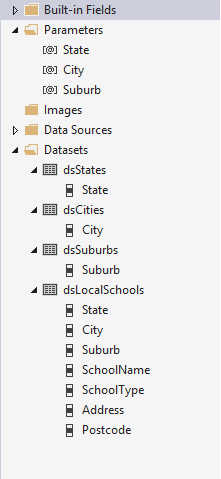 Built-in Fields
Parameters
[@] State
[@] City
[@] Suburb
Images
Data Sources
Datasets
dsStates
State
dsCities
City
dsSuburbs
Suburb
dsLocalSchools
State
City
Suburb
SchoolName
SchoolType
Address
Postcode